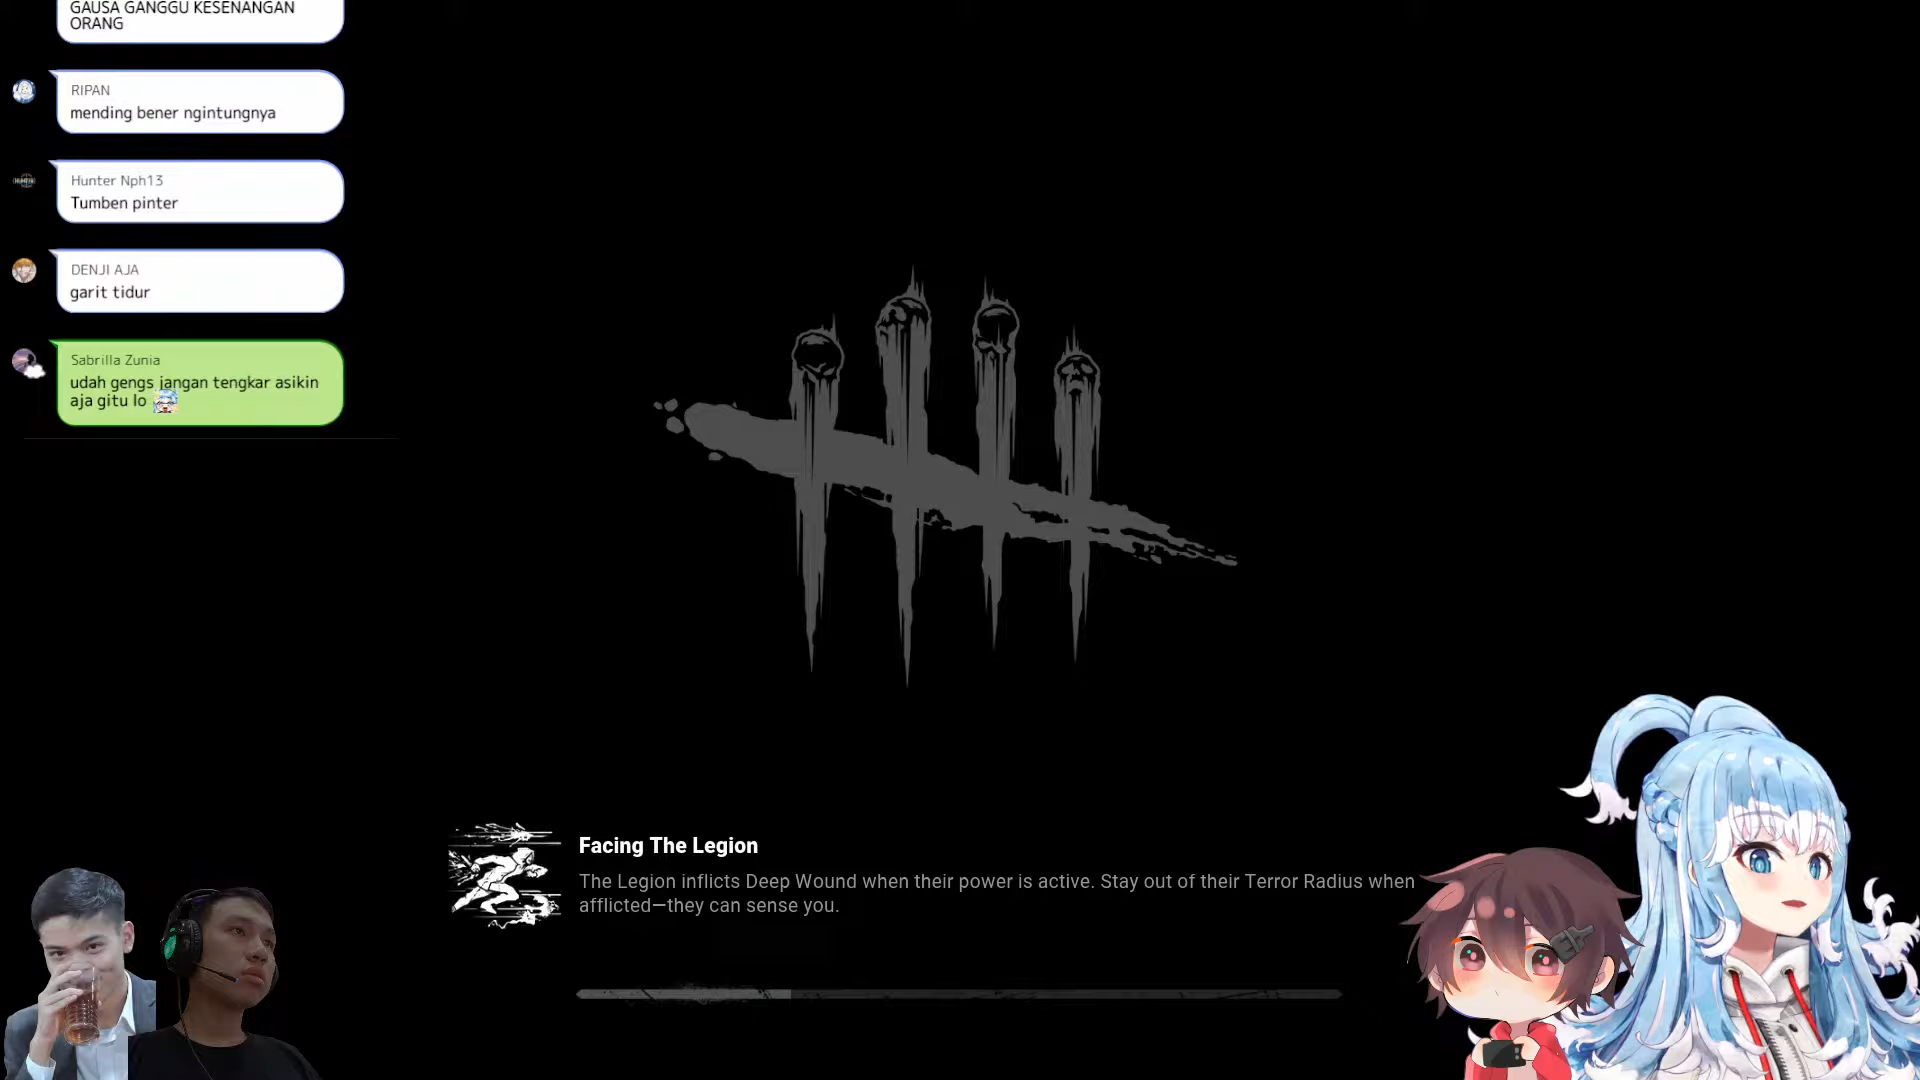 GAUSA GANGGU KESENANGAN
ORANG
RIPAN
mending bener ngintungnya
Hunter Nph13
Tumben pinter
DENJI AJA
garit tidur
Sabrilla Zunia
udah gengs jangan tengkar asikin
aja gitu lo
Facing The Legion
The Legion inflicts Deep Wound when their power is active. Stay out of their Terror Radius when
afflicted—they can sense you.